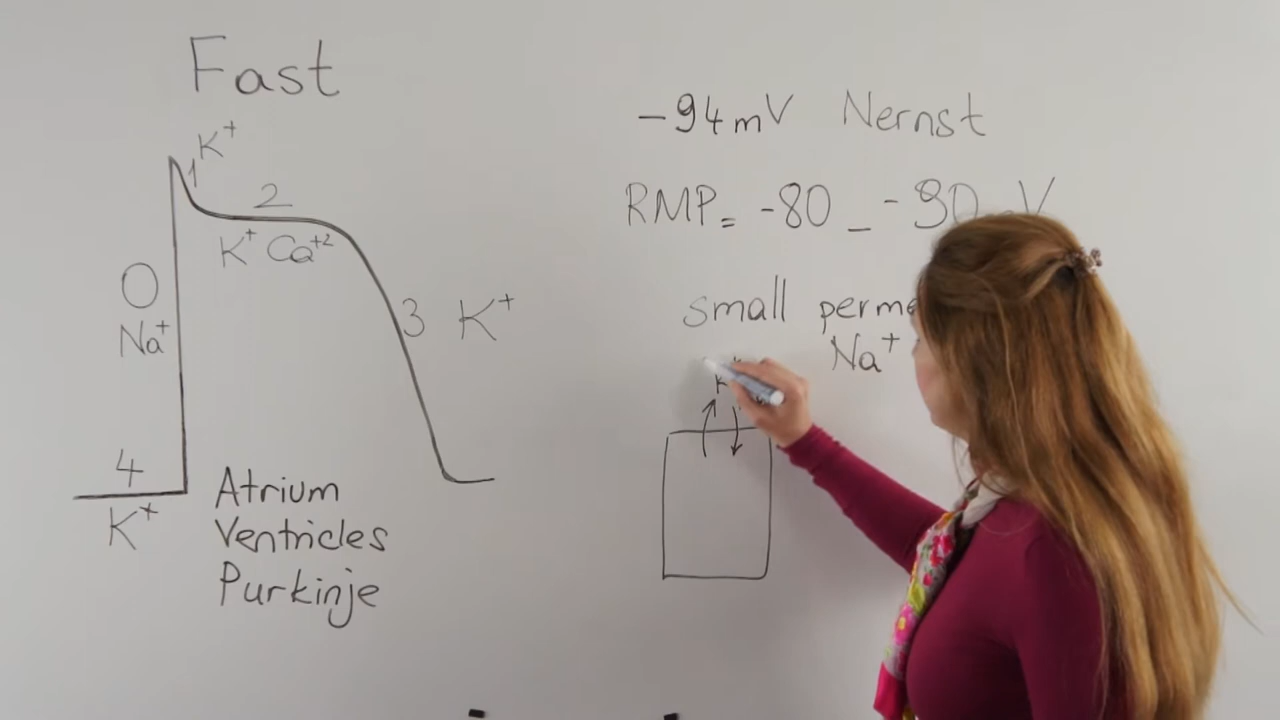 Fast
K+
1
2
K+ Ca+2
0
Na+
3 K+
4
K+
Atrium
Ventricles
Purkinje
-94mV Nernst
RMP= -80 _ -90 V
small perme
Na+
K